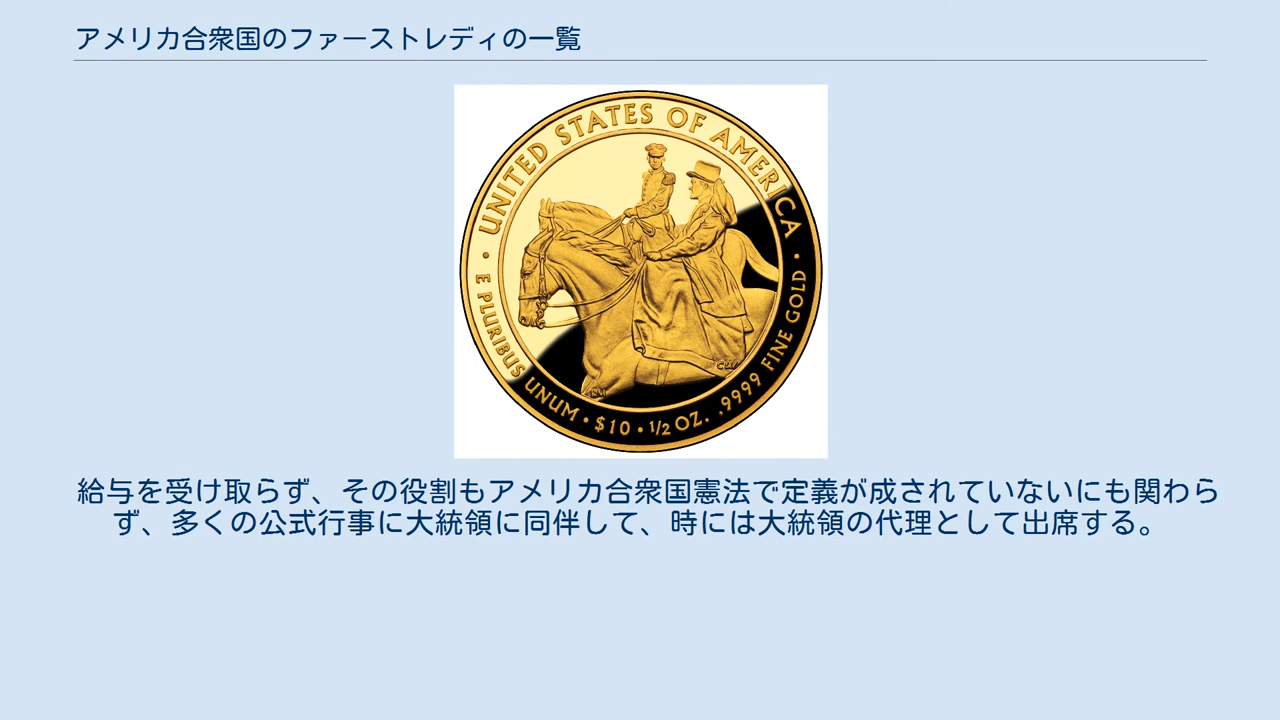 アメリカ合衆国のファーストレディの一覧
UNITED STATES OF AMERICA
E PLURIBUS UNUM • $10 • 1/2 OZ. .9999 FINE GOLD
給与を受け取らず、その役割もアメリカ合衆国憲法で定義が成されていないにも関わら
ず、多くの公式行事に大統領に同伴して、時には大統領の代理として出席する。